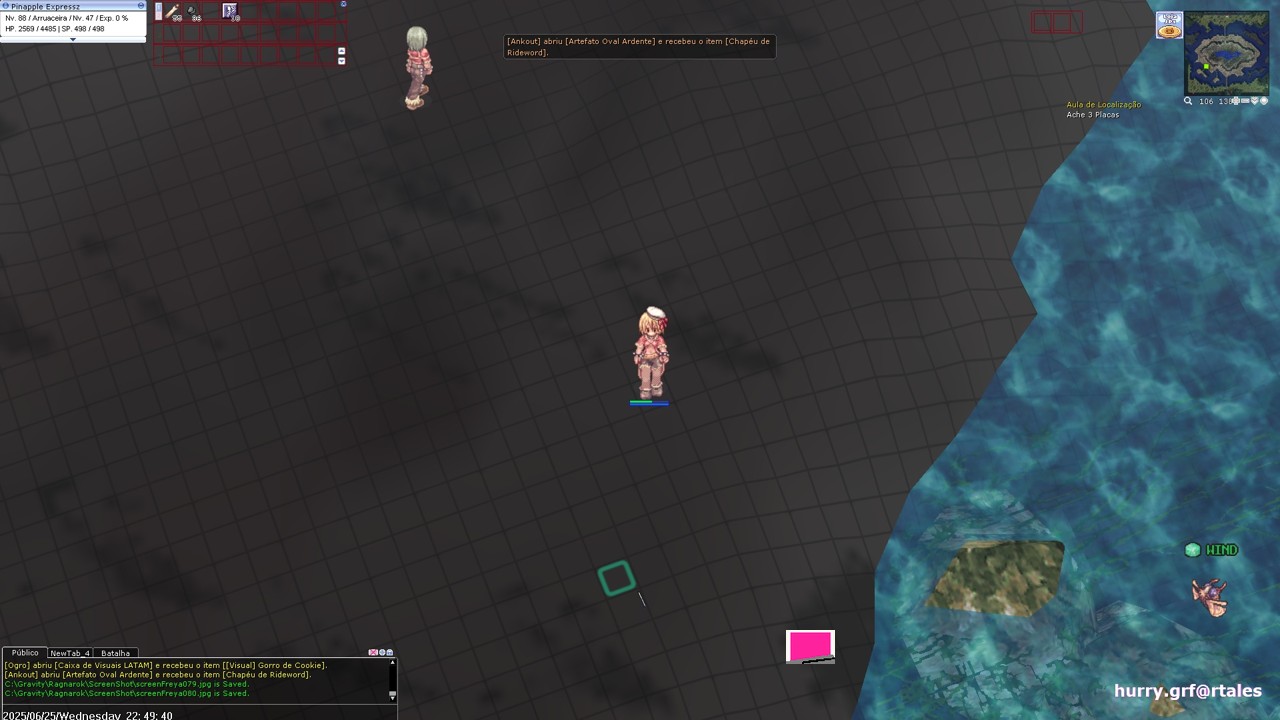 Pinapple Expressz
Nv. 88 / Arruaceira / Nv. 47 / Exp. 0 %
HP. 2569 / 4485 | SP. 498 / 498
[Ankout] abriu [Artefato Oval Ardente] e recebeu o item [Chapéu de
Rideword].
Aula de Localização
Ache 3 Placas
WIND
Público NewTab_4 Batalha
[Ogro] abriu [Caixa de Visuais LATAM] e recebeu o item [[Visual] Gorro de Cookie].
[Ankout] abriu [Artefato Oval Ardente] e recebeu o item [Chapéu de Rideword].
C:\Gravity\Ragnarok\ScreenShot\screenFreya079.jpg is Saved.
C:\Gravity\Ragnarok\ScreenShot\screenFreya080.jpg is Saved.
2025/06/25/Wednesday 22:49:40
hurry.grf@rtales